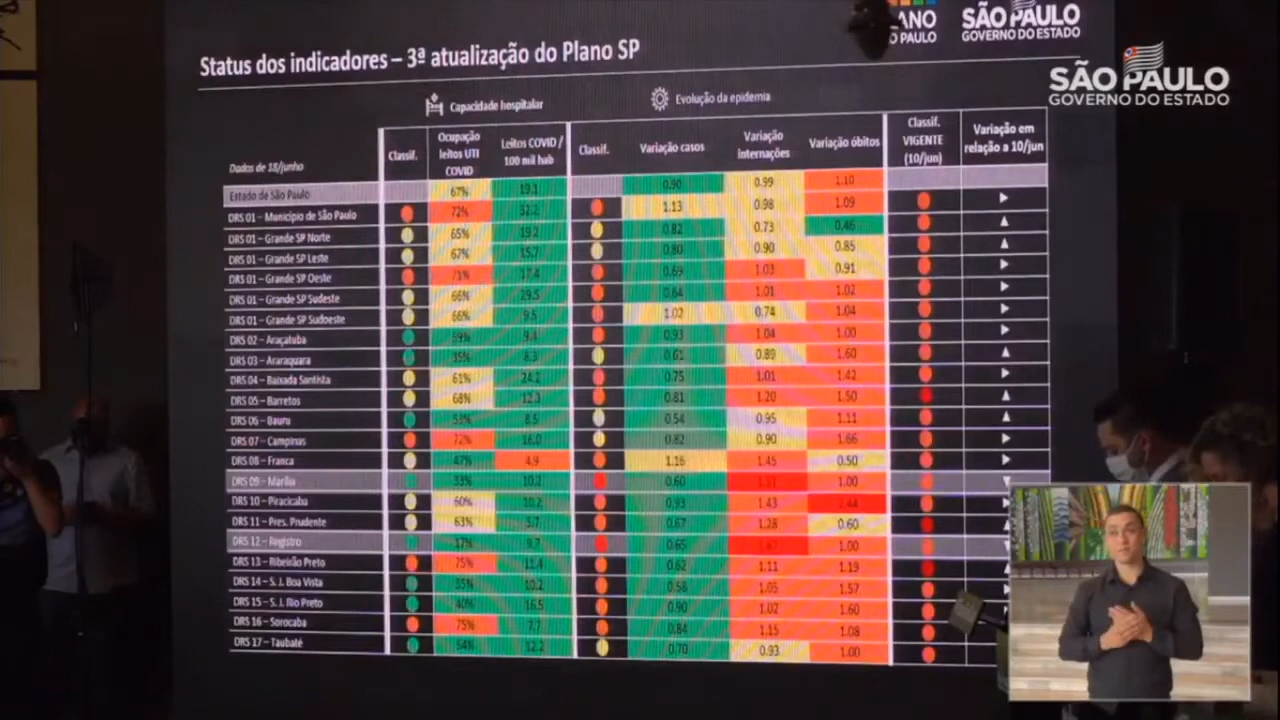 LANO
O PAULO
SÃO PAULO
GOVERNO DO ESTADO
SÃO PAULO
GOVERNO DO ESTADO
Status dos indicadores – 3ª atualização do Plano SP
Capacidade hospitalar
Evolução da epidemia
Dados de 18/junho
Classif.
Ocupação leitos UTI COVID
Leitos COVID / 100 mil hab
Classif.
Variação casos
Variação internações
Variação óbitos
Classif. VIGENTE (10/jun)
Variação em relação a 10/jun
Estado de São Paulo 67% 19.1 0.90 0.99 1.10
DRS 01 – Município de São Paulo 72% 1.13 0.98 1.09
DRS 01 – Grande SP Norte 65% 19.2 0.82 0.73 0.46
DRS 01 – Grande SP Leste 67% 15.7 0.80 0.90 0.85
DRS 01 – Grande SP Oeste 71% 17.4 0.69 1.03 0.91
DRS 01 – Grande SP Sudeste 66% 29.5 0.64 1.01 1.02
DRS 01 – Grande SP Sudoeste 66% 9.5 1.02 0.74 1.04
DRS 02 – Araçatuba 59% 9.4 0.93 1.04 1.00
DRS 03 – Araraquara 35% 8.3 0.61 0.89 1.60
DRS 04 – Baixada Santista 61% 24.2 0.75 1.01 1.42
DRS 05 – Barretos 68% 0.81 1.20 1.50
DRS 06 – Bauru 53% 8.5 0.54 0.95 1.11
DRS 07 – Campinas 72% 16.0 0.82 0.90 1.66
DRS 08 – Franca 47% 4.9 1.16 1.45 0.50
DRS 09 – Marília 33% 10.2 0.60 1.00
DRS 10 – Piracicaba 60% 10.2 0.93 1.43
DRS 11 – Pres. Prudente 63% 5.7 0.67 1.28 0.60
DRS 12 – Registro 17% 9.7 0.65 1.00
DRS 13 – Ribeirão Preto 75% 11.4 0.62 1.11 1.19
DRS 14 – S. J. Boa Vista 35% 10.2 0.58 1.05 1.57
DRS 15 – S. J. Rio Preto 40% 16.5 0.90 1.02 1.60
DRS 16 – Sorocaba 75% 7.7 0.84 1.15 1.08
DRS 17 – Taubaté 54% 12.2 0.70 0.93 1.00